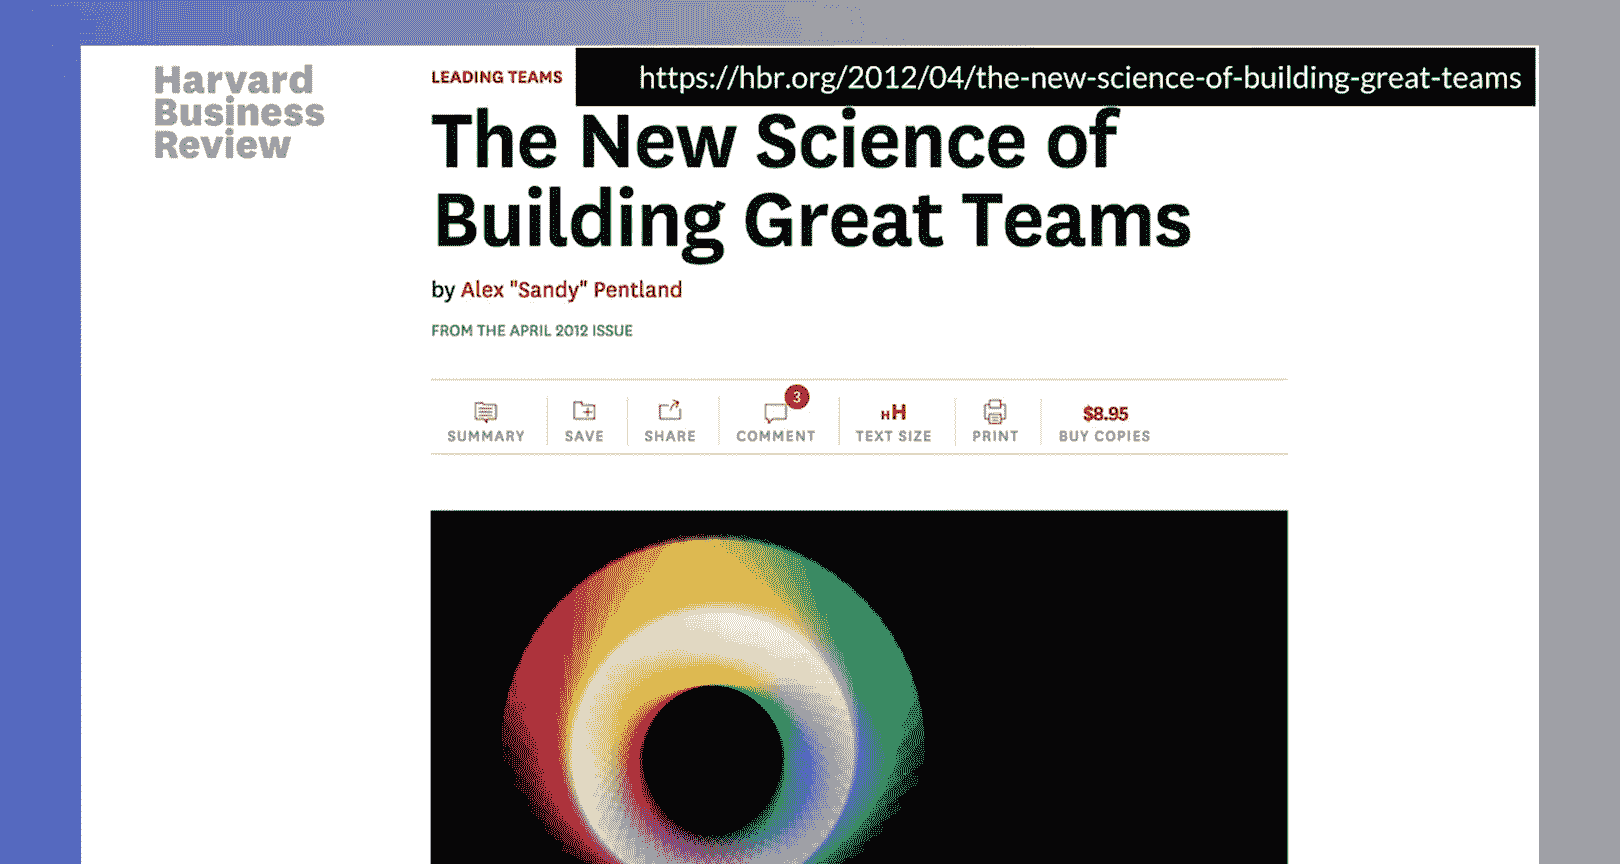 Harvard
Business
Review
LEADING TEAMS
https://hbr.org/2012/04/the-new-science-of-building-great-teams
The New Science of
Building Great Teams
by Alex "Sandy" Pentland
FROM THE APRIL 2012 ISSUE
SUMMARY
SAVE
SHARE
3
COMMENT
HH
TEXT SIZE
PRINT
$8.95
BUY COPIES